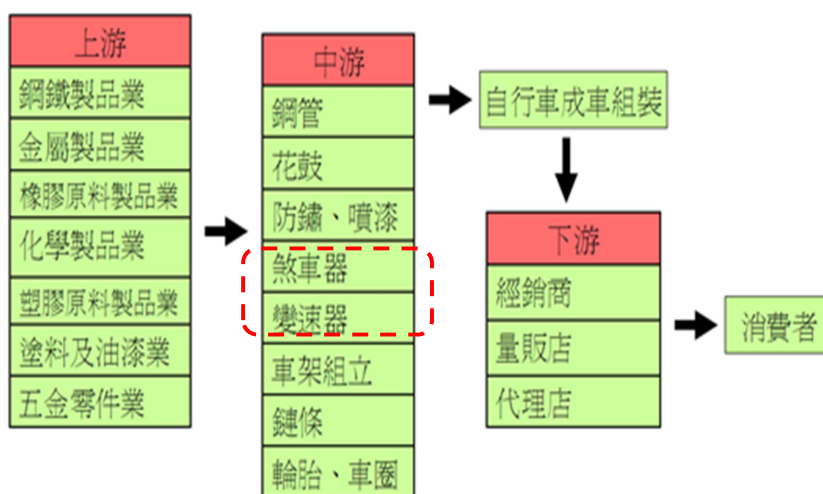 上游
鋼鐵製品業
金屬製品業
橡膠原料製品業
化學製品業
塑膠原料製品業
塗料及油漆業
五金零件業
中游
鋼管
花鼓
防鏽、噴漆
煞車器
變速器
車架組立
鏈條
輪胎、車圈
自行車成車組裝
下游
經銷商
量販店
代理店
消費者